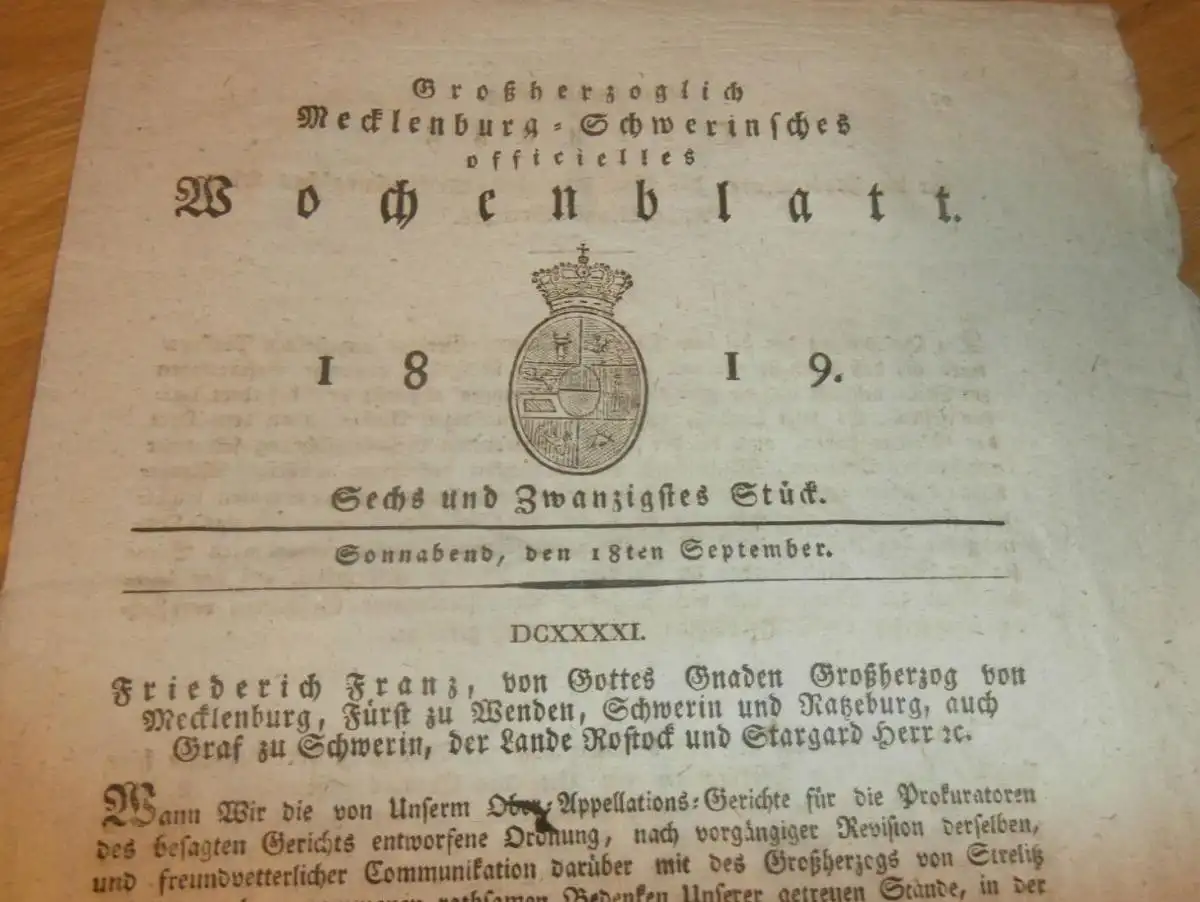 Großherzoglich
Mecklenburg-Schwerinsches
officielles
Wochenblatt.
1819.
Sechs und Zwanzigstes Stück.
Sonnabend, den 18ten September.
DCXXXXI.
Friederich Franz, von Gottes Gnaden Großherzog von
Mecklenburg, Fürst zu Wenden, Schwerin und Ratzeburg, auch
Graf zu Schwerin, der Lande Rostock und Stargard Herr ꝛc.
Wann Wir die von Unserm Ober-Appellations-Gerichte für die Prokuratoren
des besagten Gerichts entworfene Ordnung, nach vorgängiger Revision derselben,
und freundvetterlicher Communikation darüber mit des Großherzogs von Strelitz
rathsamen Bedenken Unserer getreuen Stände, in der